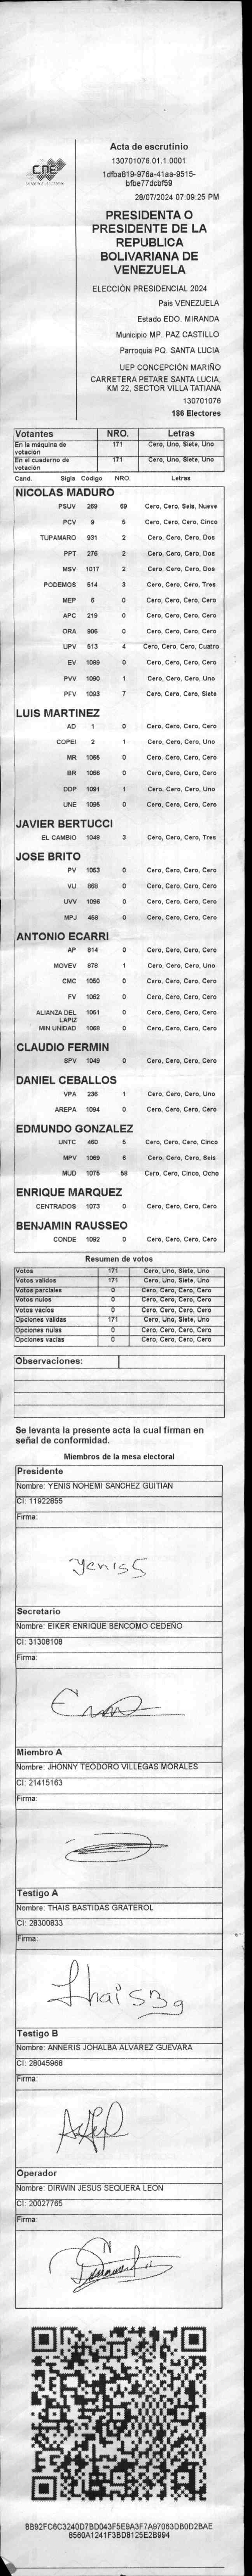 CNE
Acta de escrutinio
130701076.01.1.0001
1dfba819-976a-41aa-9515-
bfbe77dcbf59
28/07/2024 07:09:25 PM
PRESIDENTA O
PRESIDENTE DE LA
REPUBLICA
BOLIVARIANA DE
VENEZUELA
ELECCIÓN PRESIDENCIAL 2024
Pais VENEZUELA
Estado EDO. MIRANDA
Municipio MP. PAZ CASTILLO
Parroquia PQ. SANTA LUCIA
UEP CONCEPCIÓN MARIÑO
CARRETERA PETARE SANTA LUCIA,
KM 22, SECTOR VILLA TATIANA
130701076
186 Electores
Votantes NRO. Letras
En la máquina de votación 171 Cero, Uno, Siete, Uno
En el cuaderno de votación 171 Cero, Uno, Siete, Uno
Cand. Sigla Código NRO. Letras
NICOLAS MADURO
PSUV 269 69 Cero, Cero, Seis, Nueve
PCV 9 5 Cero, Cero, Cero, Cinco
TUPAMARO 931 2 Cero, Cero, Cero, Dos
PPT 276 2 Cero, Cero, Cero, Dos
MSV 1017 2 Cero, Cero, Cero, Dos
PODEMOS 514 3 Cero, Cero, Cero, Tres
MEP 6 0 Cero, Cero, Cero, Cero
APC 219 0 Cero, Cero, Cero, Cero
ORA 906 0 Cero, Cero, Cero, Cero
UPV 513 4 Cero, Cero, Cero, Cuatro
EV 1089 0 Cero, Cero, Cero, Cero
PVV 1090 1 Cero, Cero, Cero, Uno
PFV 1093 7 Cero, Cero, Cero, Siete
LUIS MARTINEZ
AD 1 0 Cero, Cero, Cero, Cero
COPEI 2 1 Cero, Cero, Cero, Uno
MR 1065 0 Cero, Cero, Cero, Cero
BR 1066 0 Cero, Cero, Cero, Cero
DDP 1091 1 Cero, Cero, Cero, Uno
UNE 1095 0 Cero, Cero, Cero, Cero
JAVIER BERTUCCI
EL CAMBIO 1048 3 Cero, Cero, Cero, Tres
JOSE BRITO
PV 1053 0 Cero, Cero, Cero, Cero
VU 868 0 Cero, Cero, Cero, Cero
UVV 1096 0 Cero, Cero, Cero, Cero
MPJ 458 0 Cero, Cero, Cero, Cero
ANTONIO ECARRI
AP 814 0 Cero, Cero, Cero, Cero
MOVEV 878 1 Cero, Cero, Cero, Uno
CMC 1050 0 Cero, Cero, Cero, Cero
FV 1052 0 Cero, Cero, Cero, Cero
ALIANZA DEL LAPIZ 1051 0 Cero, Cero, Cero, Cero
MIN UNIDAD 1068 0 Cero, Cero, Cero, Cero
CLAUDIO FERMIN
SPV 1049 0 Cero, Cero, Cero, Cero
DANIEL CEBALLOS
VPA 236 1 Cero, Cero, Cero, Uno
AREPA 1094 0 Cero, Cero, Cero, Cero
EDMUNDO GONZALEZ
UNTC 460 5 Cero, Cero, Cero, Cinco
MPV 1069 6 Cero, Cero, Cero, Seis
MUD 1075 58 Cero, Cero, Cinco, Ocho
ENRIQUE MARQUEZ
CENTRADOS 1073 0 Cero, Cero, Cero, Cero
BENJAMIN RAUSSEO
CONDE 1092 0 Cero, Cero, Cero, Cero
Resumen de votos
Votos 171 Cero, Uno, Siete, Uno
Votos validos 171 Cero, Uno, Siete, Uno
Votos parciales 0 Cero, Cero, Cero, Cero
Votos nulos 0 Cero, Cero, Cero, Cero
Votos vacíos 0 Cero, Cero, Cero, Cero
Opciones validas 171 Cero, Uno, Siete, Uno
Opciones nulas 0 Cero, Cero, Cero, Cero
Opciones vacías 0 Cero, Cero, Cero, Cero
Observaciones:
Se levanta la presente acta la cual firman en
señal de conformidad.
Miembros de la mesa electoral
Presidente
Nombre: YENIS NOHEMI SANCHEZ GUITIAN
CI: 11922855
Firma:
Yenis S
Secretario
Nombre: EIKER ENRIQUE BENCOMO CEDEÑO
CI: 31308108
Firma:
Miembro A
Nombre: JHONNY TEODORO VILLEGAS MORALES
CI: 21415163
Firma:
Testigo A
Nombre: THAIS BASTIDAS GRATEROL
CI: 28300833
Firma:
Thais Bg
Testigo B
Nombre: ANNERIS JOHALBA ALVAREZ GUEVARA
CI: 28045968
Firma:
Operador
Nombre: DIRWIN JESUS SEQUERA LEON
CI: 20027765
Firma:
BB92FC6C3240D7BD043F5E9A3F7A97063DB0D2BAE
8560A1241F3BD8125E2B994